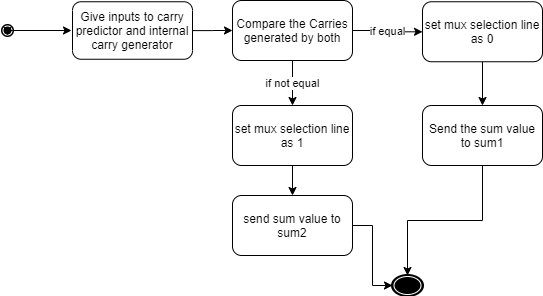 Give inputs to carry
predictor and internal
carry generator
Compare the Carries
generated by both
if equal
set mux selection line
as 0
if not equal
set mux selection line
as 1
Send the sum value
to sum1
send sum value to
sum2